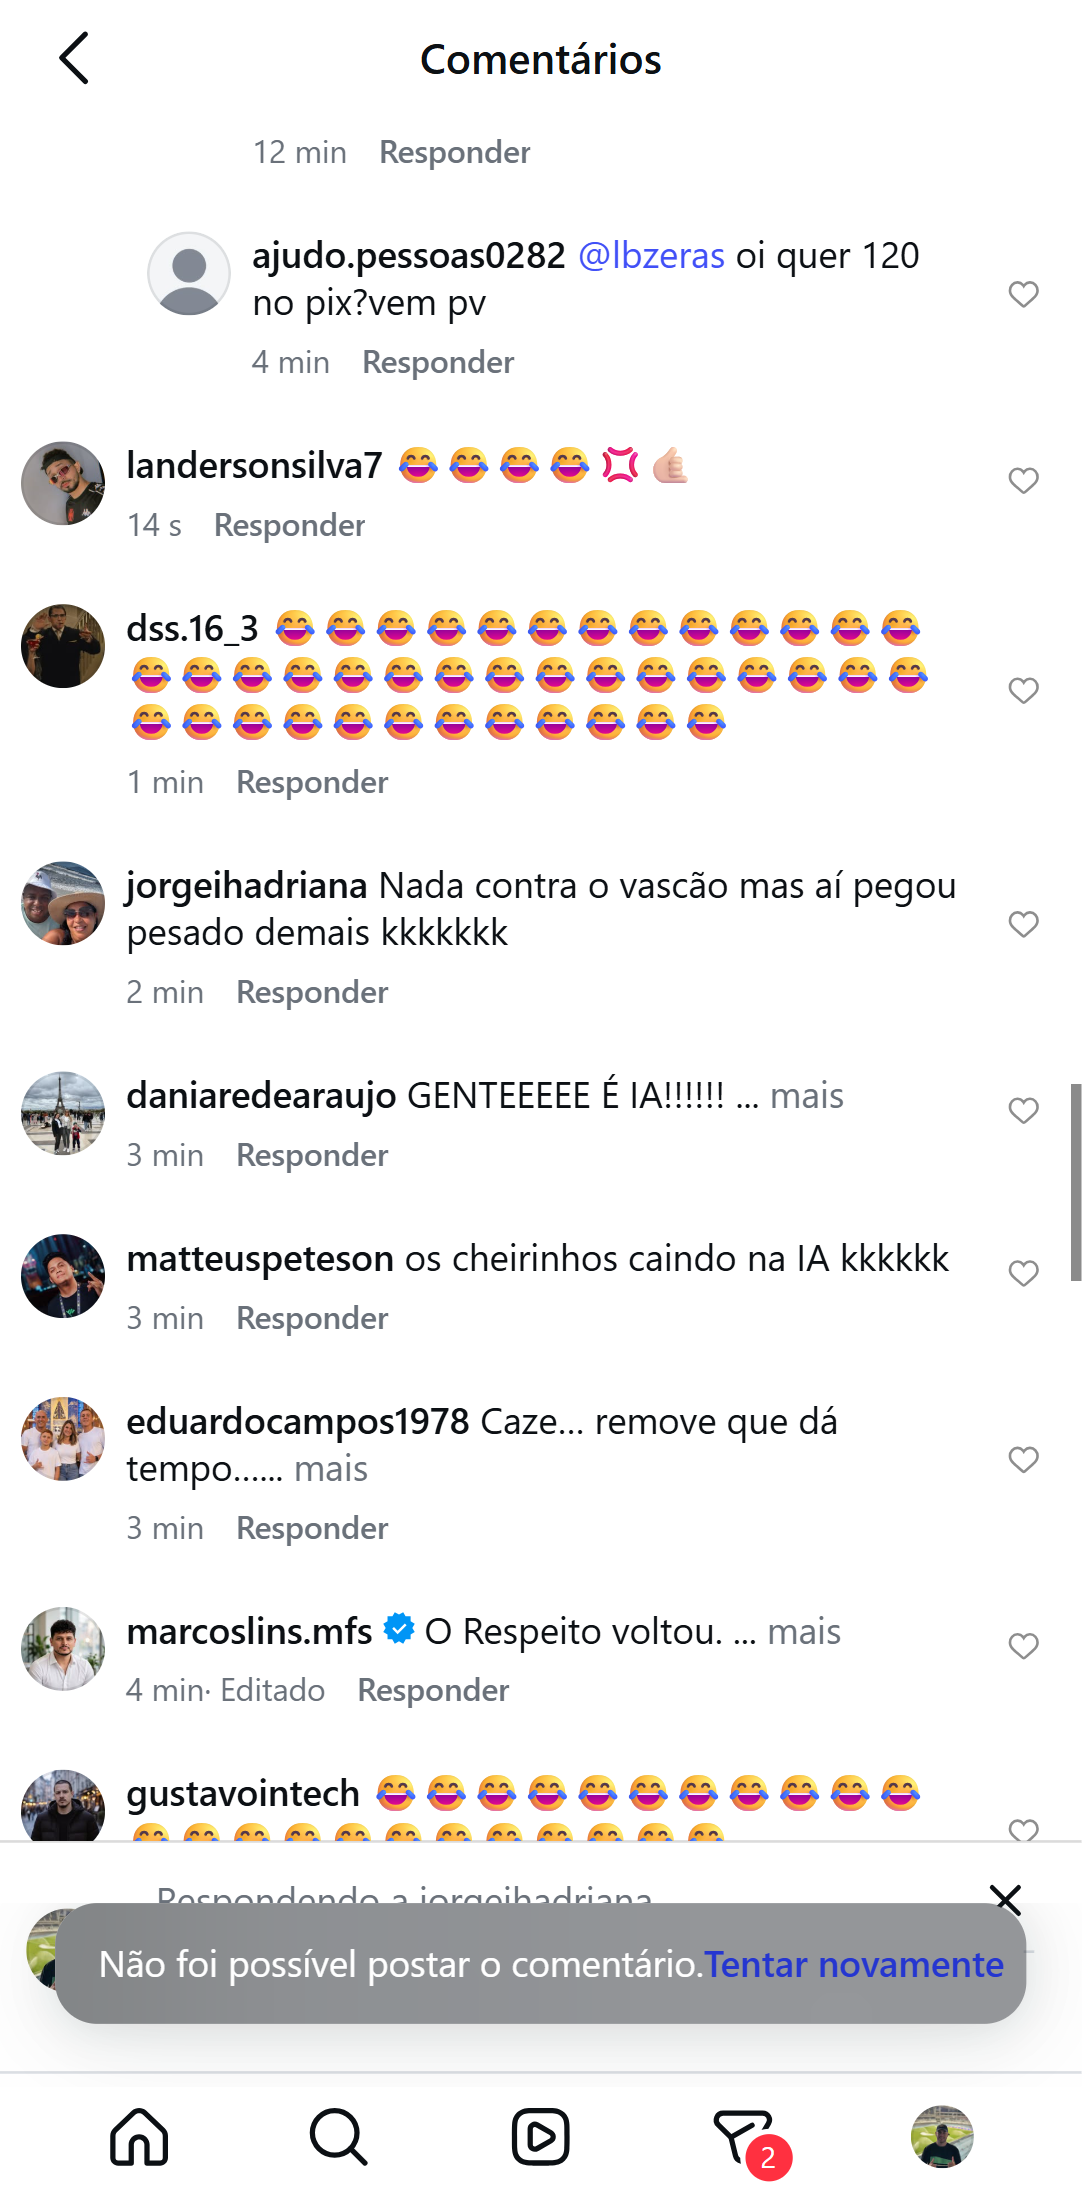 Comentários
12 min Responder
ajudo.pessoas0282 @lbzeras oi quer 120
no pix?vem pv
4 min Responder
landersonsilva7 😂😂😂😂💢🤙🏻
14 s Responder
dss.16_3 😂😂😂😂😂😂😂😂😂😂😂😂😂
😂😂😂😂😂😂😂😂😂😂😂😂😂😂😂😂
😂😂😂😂😂😂😂😂😂😂😂😂
1 min Responder
jorgeihadriana Nada contra o vascão mas aí pegou
pesado demais kkkkkkk
2 min Responder
daniaredearaujo GENTEEEEE É IA!!!!!! ... mais
3 min Responder
matteuspeteson os cheirinhos caindo na IA kkkkkk
3 min Responder
eduardocampos1978 Caze... remove que dá
tempo...... mais
3 min Responder
marcoslins.mfs O Respeito voltou. ... mais
4 min· Editado Responder
gustavointech 😂😂😂😂😂😂😂😂😂😂😂
😂😂😂😂😂😂😂😂😂😂😂😂
Respondendo a jorgeihadriana
Não foi possível postar o comentário.Tentar novamente
2